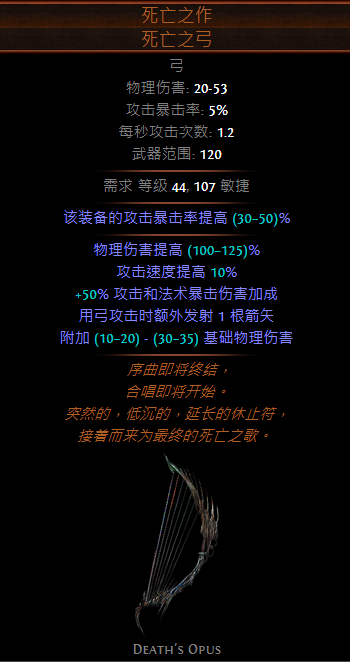 死亡之作
死亡之弓
弓
物理伤害: 20-53
攻击暴击率: 5%
每秒攻击次数: 1.2
武器范围: 120
需求 等级 44, 107 敏捷
该装备的攻击暴击率提高 (30–50)%
物理伤害提高 (100–125)%
攻击速度提高 10%
+50% 攻击和法术暴击伤害加成
用弓攻击时额外发射 1 根箭矢
附加 (10–20) - (30–35) 基础物理伤害
序曲即将终结，
合唱即将开始。
突然的，低沉的，延长的休止符，
接着而来为最终的死亡之歌。
Death's Opus